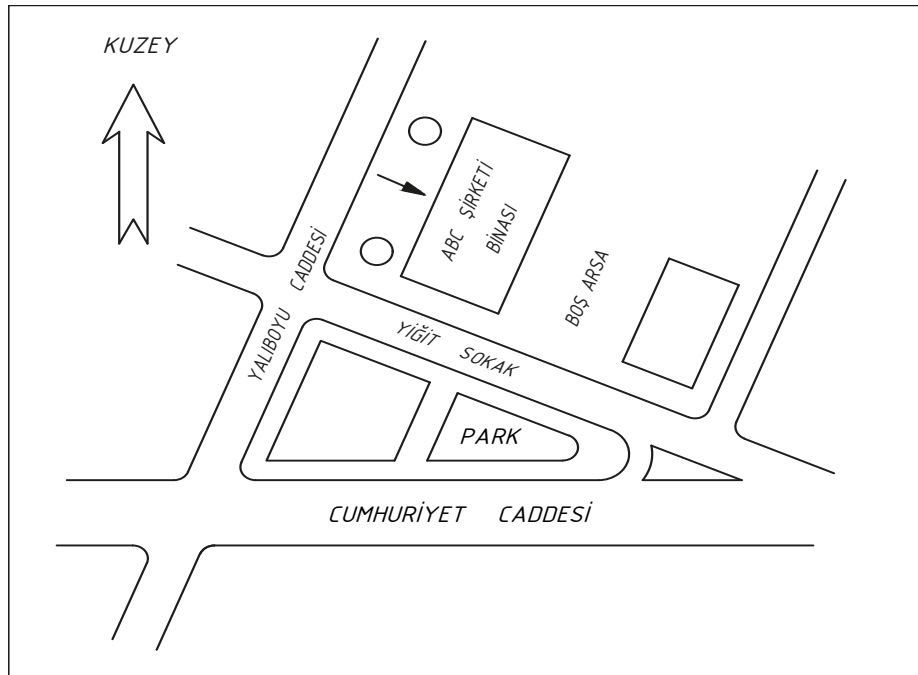 KUZEY
ABC ŞİRKETİ
BİNASI
BOŞ ARSA
YALIBOYU CADDESİ
YİĞİT SOKAK
PARK
CUMHURİYET CADDESİ